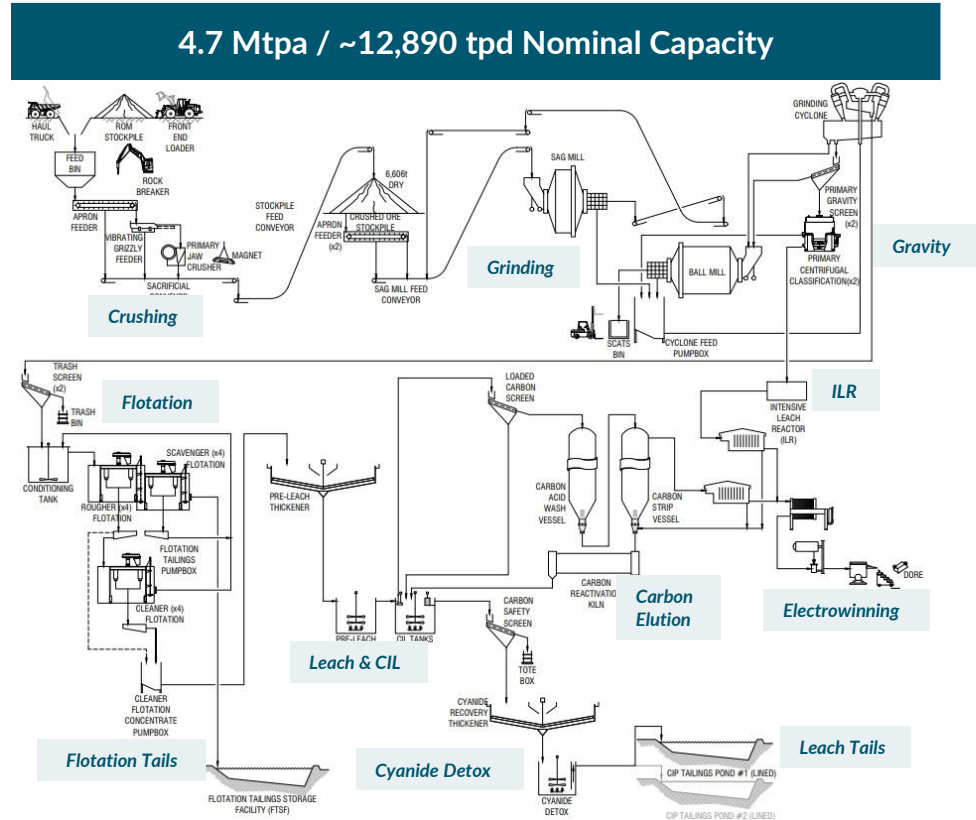 4.7 Mtpa / ~12,890 tpd Nominal Capacity
HAUL
TRUCK
ROM
STOCKPILE
FRONT
END
LOADER
FEED
BIN
ROCK
BREAKER
APRON
FEEDER
VIBRATING
GRIZZLY
FEEDER
PRIMARY
JAW
CRUSHER
MAGNET
SACRIFICIAL
Crushing
STOCKPILE
FEED
CONVEYOR
6,606t
DRY
CRUSHED ORE
STOCKPILE
APRON
FEEDER
(x2)
SAG MILL FEED
CONVEYOR
SAG MILL
Grinding
GRINDING
CYCLONE
PRIMARY
GRAVITY
SCREEN
(x2)
PRIMARY
CENTRIFUGAL
CLASSIFICATION(x2)
Gravity
BALL MILL
SCATS
BIN
CYCLONE FEED
PUMPBOX
TRASH
SCREEN
(x2)
TRASH
BIN
Flotation
CONDITIONING
TANK
SCAVENGER (x4)
FLOTATION
ROUGHER (x4)
FLOTATION
FLOTATION
TAILINGS
PUMPBOX
CLEANER (x4)
FLOTATION
CLEANER
FLOTATION
CONCENTRATE
PUMPBOX
Flotation Tails
FLOTATION TAILINGS STORAGE
FACILITY (FTSF)
PRE-LEACH
THICKENER
PRE-LEACH
CIL TANKS
Leach & CIL
LOADED
CARBON
SCREEN
CARBON
ACID
WASH
VESSEL
CARBON
STRIP
VESSEL
CARBON
REACTIVATION
KILN
Carbon
Elution
INTENSIVE
LEACH
REACTOR
(ILR)
ILR
DORE
Electrowinning
CARBON
SAFETY
SCREEN
TOTE
BOX
CYANIDE
RECOVERY
THICKENER
Cyanide Detox
CYANIDE
DETOX
Leach Tails
CIP TAILINGS POND #1 (LINED)
CIP TAILINGS POND #2 (LINED)